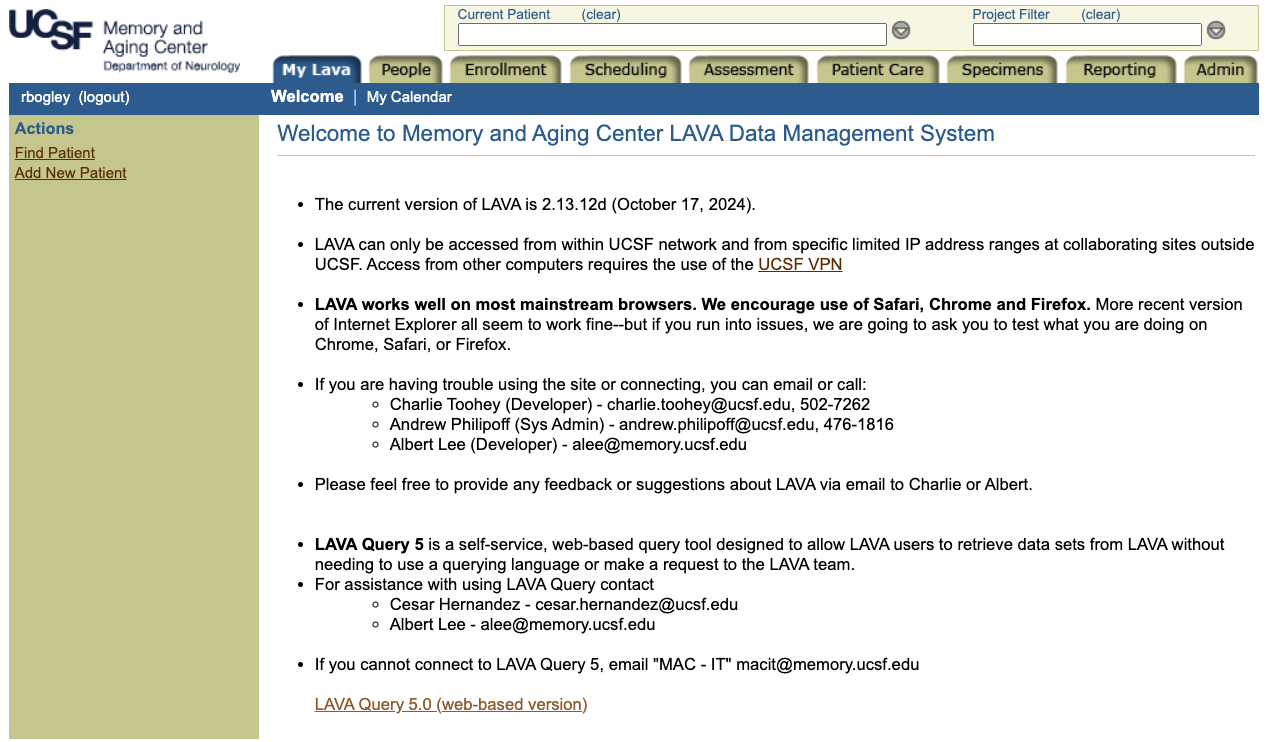 UCSF
Memory and
Aging Center
Department of Neurology
Current Patient (clear)
Project Filter (clear)
My Lava People Enrollment Scheduling Assessment Patient Care Specimens Reporting Admin
rbogley (logout)
Welcome | My Calendar
Actions
Find Patient
Add New Patient
Welcome to Memory and Aging Center LAVA Data Management System
• The current version of LAVA is 2.13.12d (October 17, 2024).
• LAVA can only be accessed from within UCSF network and from specific limited IP address ranges at collaborating sites outside
UCSF. Access from other computers requires the use of the UCSF VPN
• LAVA works well on most mainstream browsers. We encourage use of Safari, Chrome and Firefox. More recent version
of Internet Explorer all seem to work fine--but if you run into issues, we are going to ask you to test what you are doing on
Chrome, Safari, or Firefox.
• If you are having trouble using the site or connecting, you can email or call:
◦ Charlie Toohey (Developer) - charlie.toohey@ucsf.edu, 502-7262
◦ Andrew Philipoff (Sys Admin) - andrew.philipoff@ucsf.edu, 476-1816
◦ Albert Lee (Developer) - alee@memory.ucsf.edu
• Please feel free to provide any feedback or suggestions about LAVA via email to Charlie or Albert.
• LAVA Query 5 is a self-service, web-based query tool designed to allow LAVA users to retrieve data sets from LAVA without
needing to use a querying language or make a request to the LAVA team.
• For assistance with using LAVA Query contact
◦ Cesar Hernandez - cesar.hernandez@ucsf.edu
◦ Albert Lee - alee@memory.ucsf.edu
• If you cannot connect to LAVA Query 5, email "MAC - IT" macit@memory.ucsf.edu
LAVA Query 5.0 (web-based version)